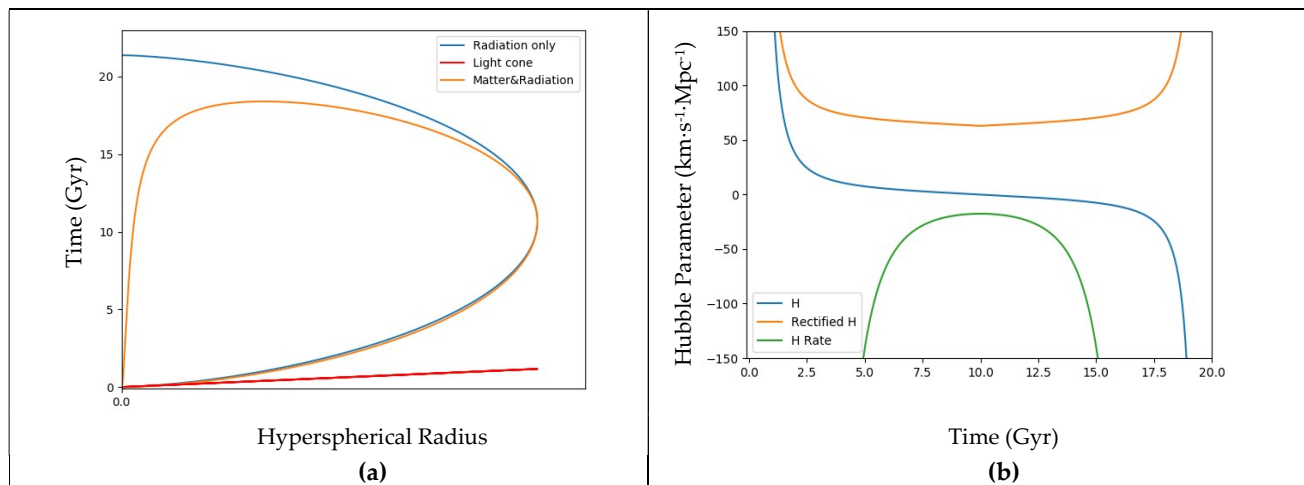 Radiation only
Light cone
Matter&Radiation
Time (Gyr)
20
15
10
5
0
0.0
Hyperspherical Radius
(a)
150
100
50
0
−50
−100
−150
Hubble Parameter (km·s-1·Mpc-1)
H
Rectified H
H Rate
0.0 2.5 5.0 7.5 10.0 12.5 15.0 17.5 20.0
Time (Gyr)
(b)